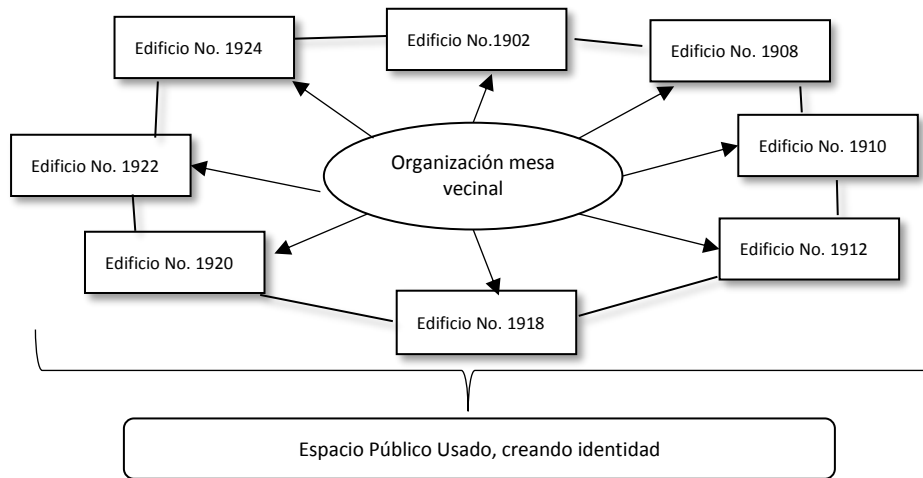 Edificio No. 1924
Edificio No.1902
Edificio No. 1908
Edificio No. 1922
Organización mesa
vecinal
Edificio No. 1910
Edificio No. 1920
Edificio No. 1912
Edificio No. 1918
Espacio Público Usado, creando identidad